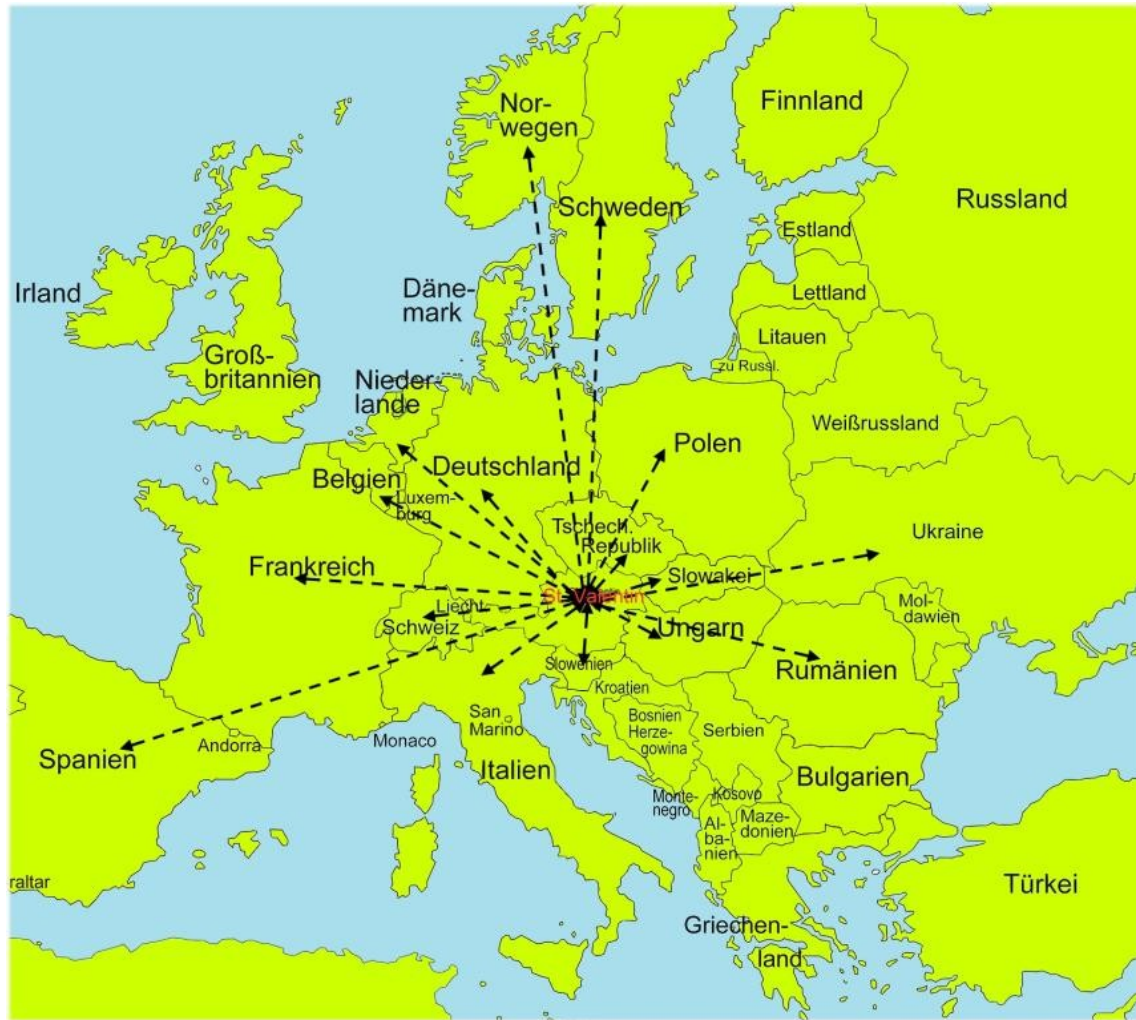 Nor-
wegen
Finnland
Russland
Schweden
Estland
Irland
Däne-
mark
Lettland
Litauen
zu Russl.
Groß-
britannien
Nieder-
lande
Weißrussland
Polen
Deutschland
Belgien
Luxem-
burg
Tschech.
Republik
Ukraine
Frankreich
Slowakei
St. Valentin
Liecht-
Schweiz
Mol-
dawien
Ungarn
Slowenien
Rumänien
Kroatien
San
Marino
Bosnien
Herze-
gowina
Serbien
Andorra
Monaco
Spanien
Italien
Bulgarien
Kosovo
Monte-
negro
Al-
ba-
nien
Maze-
donien
raltar
Türkei
Griechen-
land